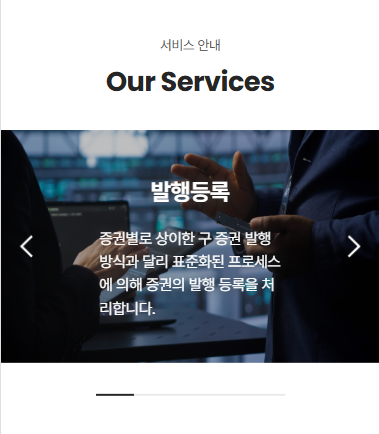 서비스 안내
Our Services
발행등록
증권별로 상이한 구 증권 발행
방식과 달리 표준화된 프로세스
에 의해 증권의 발행 등록을 처
리합니다.